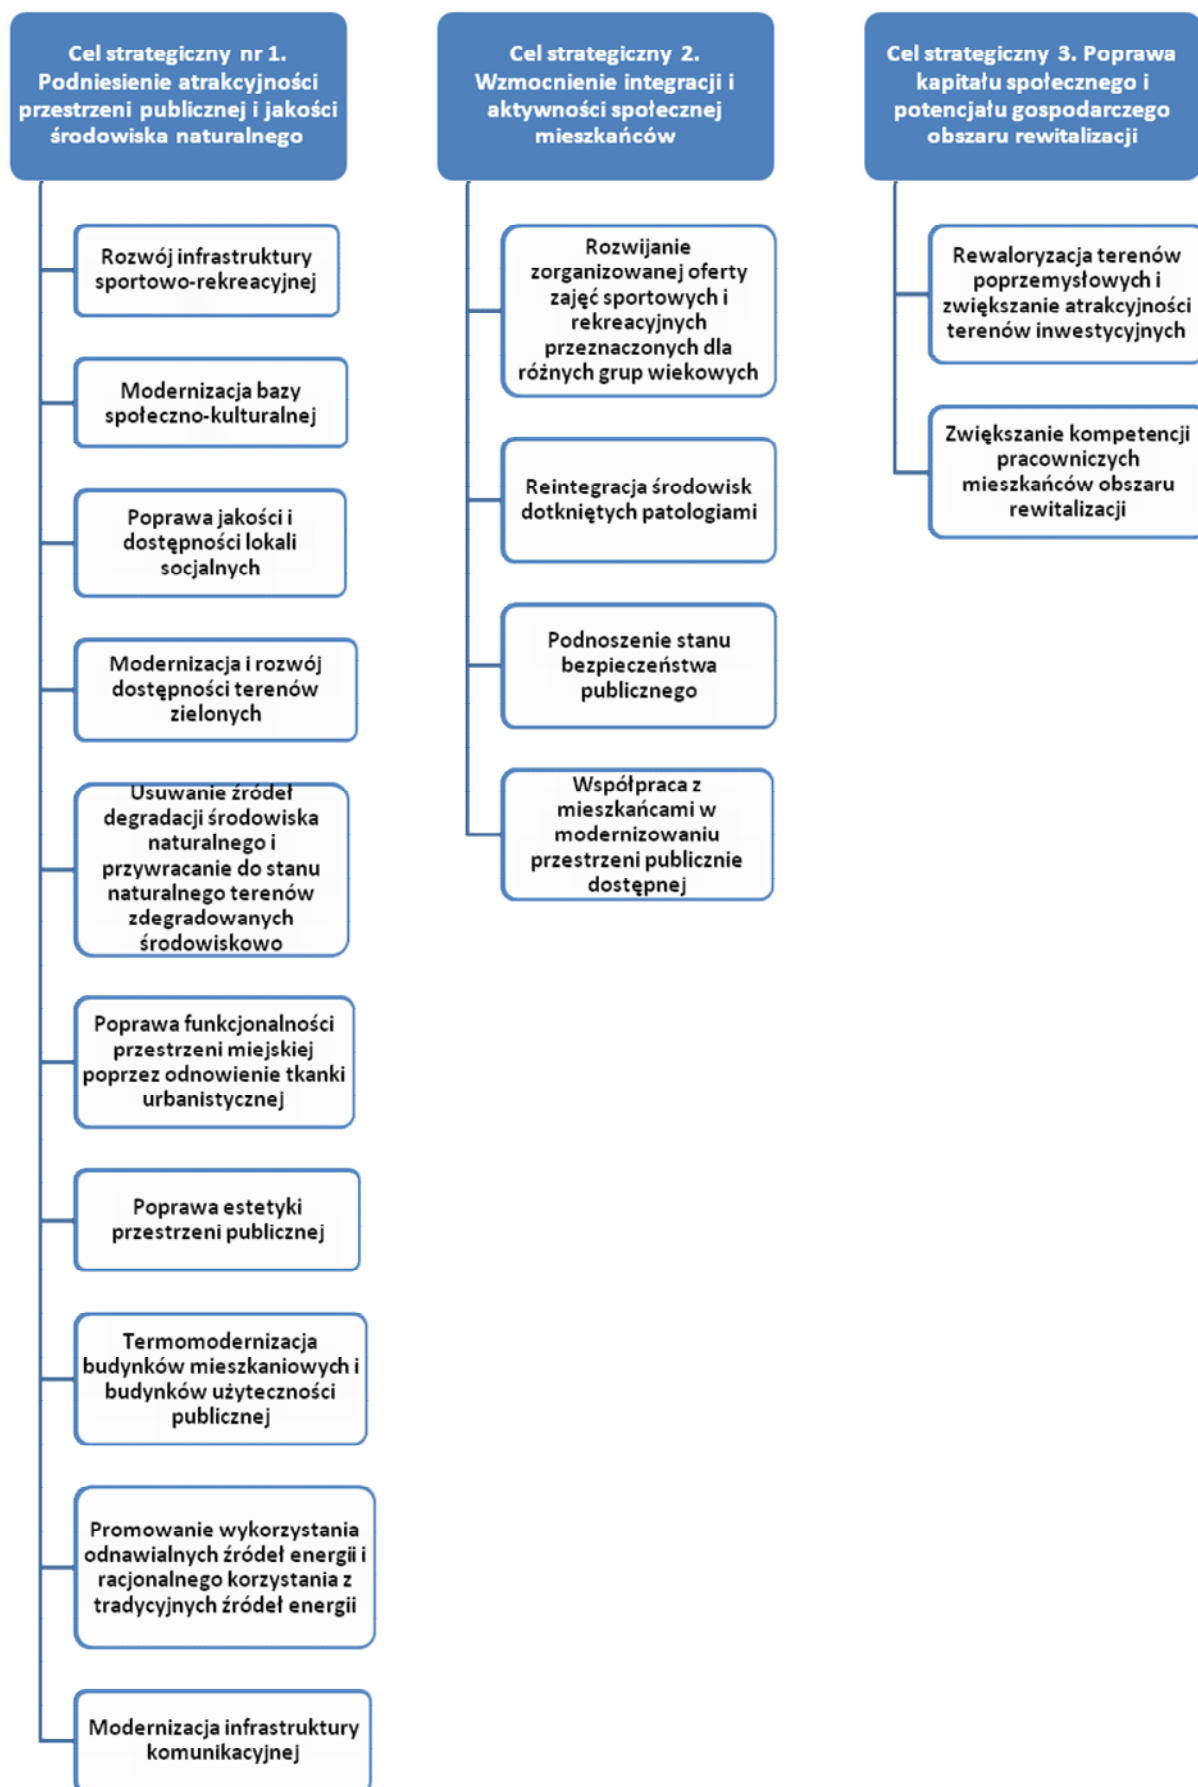 Cel strategiczny nr 1.
Podniesienie atrakcyjności
przestrzeni publicznej i jakości
środowiska naturalnego
Rozwój infrastruktury
sportowo-rekreacyjnej
Modernizacja bazy
społeczno-kulturalnej
Poprawa jakości i
dostępności lokali
socjalnych
Modernizacja i rozwój
dostępności terenów
zielonych
Usuwanie źródeł
degradacji środowiska
naturalnego i
przywracanie do stanu
naturalnego terenów
zdegradowanych
środowiskowo
Poprawa funkcjonalności
przestrzeni miejskiej
poprzez odnowienie tkanki
urbanistycznej
Poprawa estetyki
przestrzeni publicznej
Termomodernizacja
budynków mieszkaniowych i
budynków użyteczności
publicznej
Promowanie wykorzystania
odnawialnych źródeł energii i
racjonalnego korzystania z
tradycyjnych źródeł energii
Modernizacja infrastruktury
komunikacyjnej
Cel strategiczny 2.
Wzmocnienie integracji i
aktywności społecznej
mieszkańców
Rozwijanie
zorganizowanej oferty
zajęć sportowych i
rekreacyjnych
przeznaczonych dla
różnych grup wiekowych
Reintegracja środowisk
dotkniętych patologiami
Podnoszenie stanu
bezpieczeństwa
publicznego
Współpraca z
mieszkańcami w
modernizowaniu
przestrzeni publicznie
dostępnej
Cel strategiczny 3. Poprawa
kapitału społecznego i
potencjału gospodarczego
obszaru rewitalizacji
Rewaloryzacja terenów
poprzemysłowych i
zwiększanie atrakcyjności
terenów inwestycyjnych
Zwiększanie kompetencji
pracowniczych
mieszkańców obszaru
rewitalizacji